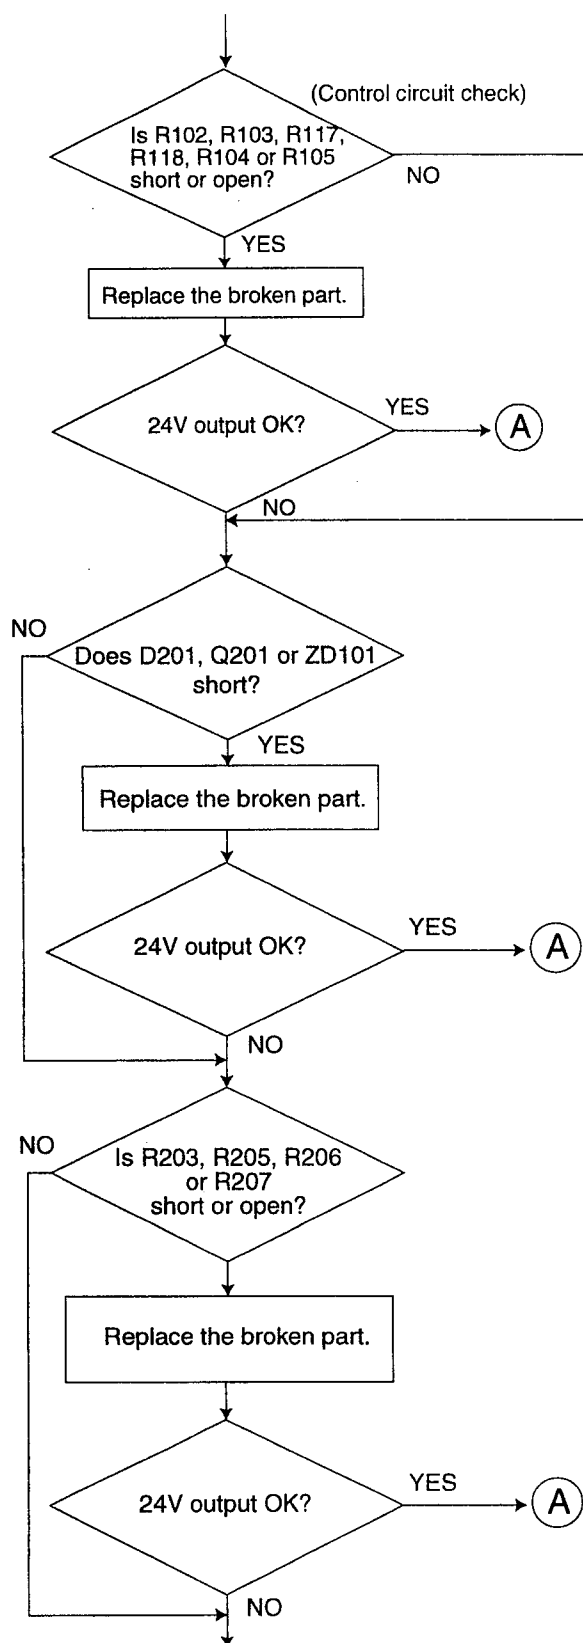 (Control circuit check)
Is R102, R103, R117,
R118, R104 or R105
short or open?
NO
YES
Replace the broken part.
24V output OK?
YES
A
NO
NO
Does D201, Q201 or ZD101
short?
YES
Replace the broken part.
24V output OK?
YES
A
NO
NO
Is R203, R205, R206
or R207
short or open?
Replace the broken part.
24V output OK?
YES
A
NO